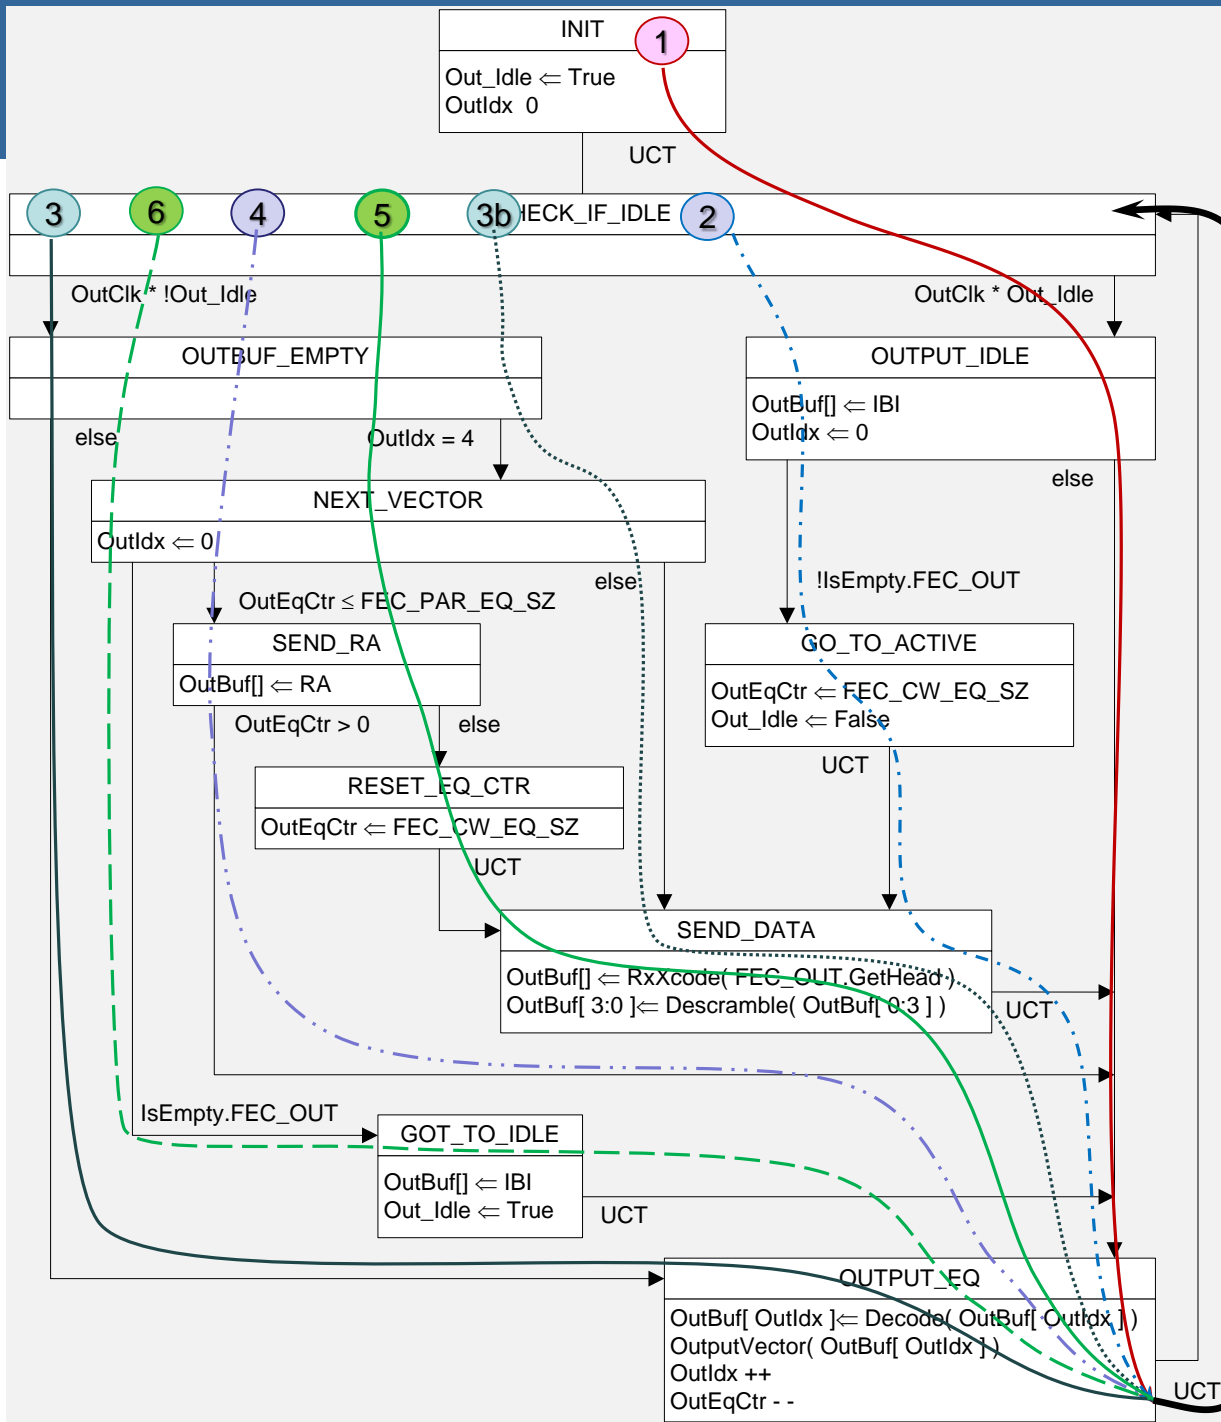 INIT
1
Out_Idle ⇐ True
OutIdx 0
UCT
3
6
4
5
3b
HECK_IF_IDLE
2
OutClk * !Out_Idle
OutClk * Out_Idle
OUTBUF_EMPTY
OUTPUT_IDLE
OutBuf[] ⇐ IBI
OutIdx ⇐ 0
else
OutIdx = 4
else
NEXT_VECTOR
OutIdx ⇐ 0
else
!IsEmpty.FEC_OUT
OutEqCtr ≤ FEC_PAR_EQ_SZ
SEND_RA
OutBuf[] ⇐ RA
GO_TO_ACTIVE
OutEqCtr ⇐ FEC_CW_EQ_SZ
Out_Idle ⇐ False
OutEqCtr > 0
else
UCT
RESET_EQ_CTR
OutEqCtr ⇐ FEC_CW_EQ_SZ
UCT
SEND_DATA
OutBuf[] ⇐ RxXcode( FEC_OUT.GetHead )
OutBuf[ 3:0 ]⇐ Descramble( OutBuf[ 0:3 ] )
UCT
IsEmpty.FEC_OUT
GOT_TO_IDLE
OutBuf[] ⇐ IBI
Out_Idle ⇐ True
UCT
OUTPUT_EQ
OutBuf[ OutIdx ]⇐ Decode( OutBuf[ OutIdx ] )
OutputVector( OutBuf[ OutIdx ] )
OutIdx ++
OutEqCtr - -
UCT